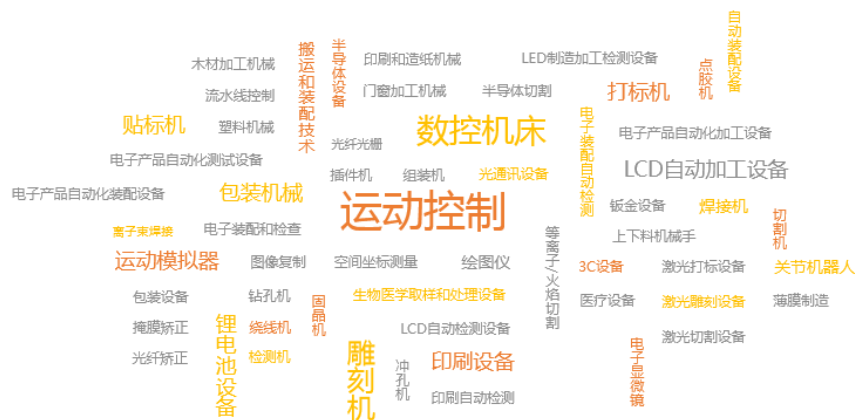 自动装配设备
搬运和装配技术
半导体设备
印刷和造纸机械
LED制造加工检测设备
木材加工机械
点胶机
流水线控制
门窗加工机械
半导体切割
打标机
贴标机
塑料机械
数控机床
电子装配自动检测
电子产品自动化加工设备
光纤光栅
电子产品自动化测试设备
插件机
组装机
光通讯设备
LCD自动加工设备
电子产品自动化装配设备
包装机械
运动控制
钣金设备
焊接机
切割机
离子束焊接
电子装配和检查
等离子/火焰切割
上下料机械手
运动模拟器
图像复制
空间坐标测量
绘图仪
3C设备
激光打标设备
关节机器人
包装设备
钻孔机
固晶机
生物医学取样和处理设备
医疗设备
激光雕刻设备
薄膜制造
掩膜矫正
锂电池设备
绕线机
LCD自动检测设备
激光切割设备
光纤矫正
检测机
雕刻机
冲孔机
印刷设备
电子显微镜
印刷自动检测